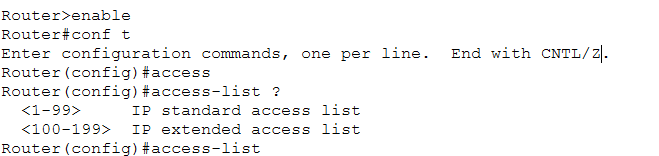 Router>enable
Router#conf t
Enter configuration commands, one per line.  End with CNTL/Z.
Router(config)#access
Router(config)#access-list ?
  <1-99>     IP standard access list
  <100-199>  IP extended access list
Router(config)#access-list